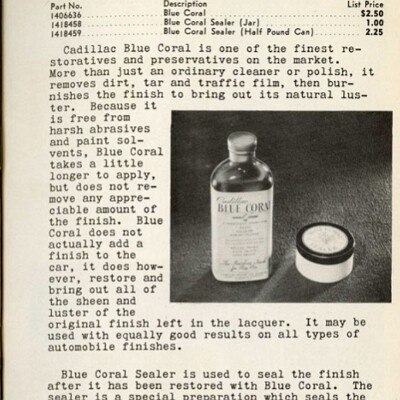 Part No. Description List Price
1406636 Blue Coral $2.50
1418458 Blue Coral Sealer (Jar) 1.00
1418459 Blue Coral Sealer (Half Pound Can) 2.25
Cadillac Blue Coral is one of the finest re-
storatives and preservatives on the market.
More than just an ordinary cleaner or polish, it
removes dirt, tar and traffic film, then bur-
nishes the finish to bring out its natural lus-
ter. Because it
is free from
harsh abrasives
and paint sol-
vents, Blue Coral
takes a little
longer to apply,
but does not re-
move any appre-
ciable amount of
the finish. Blue
Coral does not
actually add a
finish to the
car, it does how-
ever, restore and
bring out all of
the sheen and
luster of the
Cadillac
BLUE CORAL
original finish left in the lacquer. It may be
used with equally good results on all types of
automobile finishes.
Blue Coral Sealer is used to seal the finish
after it has been restored with Blue Coral. The
sealer is a special preparation which seals the